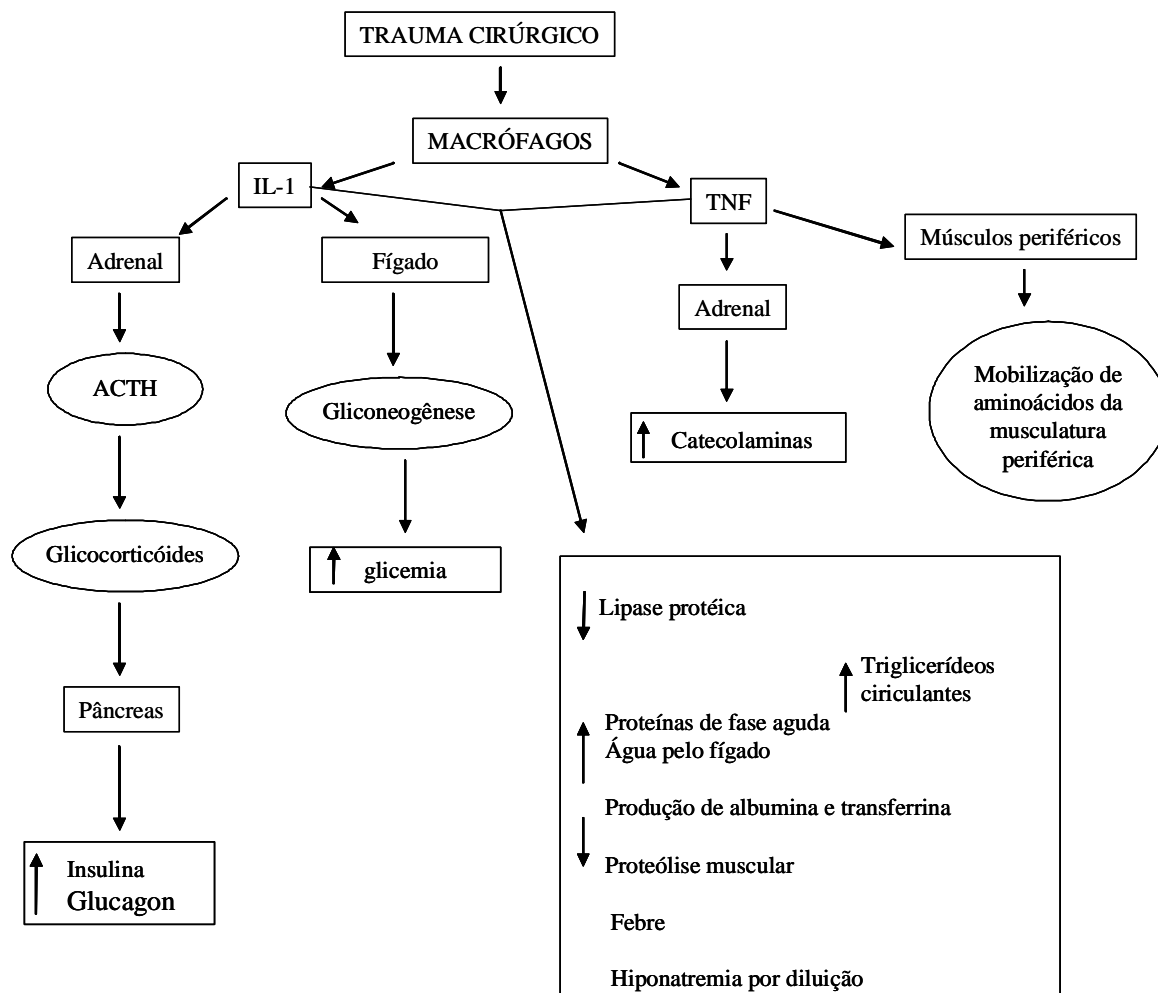 TRAUMA CIRÚRGICO
MACRÓFAGOS
IL-1
TNF
Músculos periféricos
Adrenal
Fígado
Adrenal
ACTH
Gliconeogênese
Catecolaminas
Mobilização de
aminoácidos da
musculatura
periférica
Glicocorticóides
glicemia
Lipase protéica
Triglicerídeos
ciriculantes
Pâncreas
Proteínas de fase aguda
Água pelo fígado
Produção de albumina e transferrina
Proteólise muscular
Insulina
Glucagon
Febre
Hiponatremia por diluição